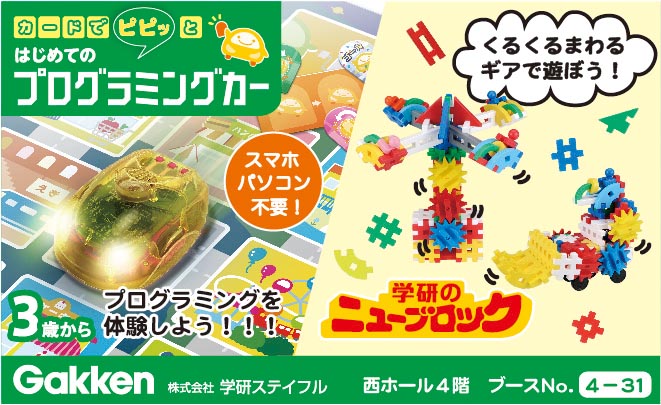 カードでピピッと
はじめての
プログラミングカー
スマホ
パソコン
不要！
3歳から
プログラミングを
体験しよう！！！
くるくるまわる
ギアで遊ぼう！
学研の
ニューブロック
Gakken 株式会社 学研ステイフル 西ホール4階 ブースNo. 4−31